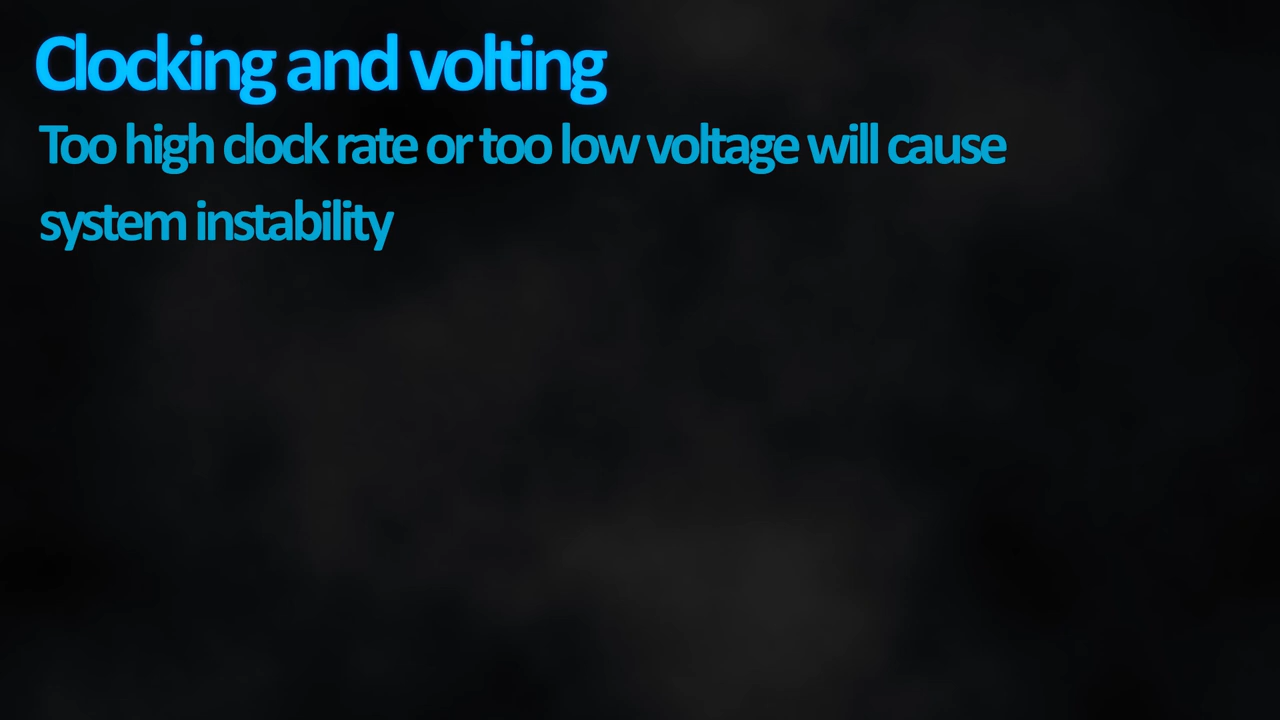 Clocking and volting
Too high clock rate or too low voltage will cause
system instability